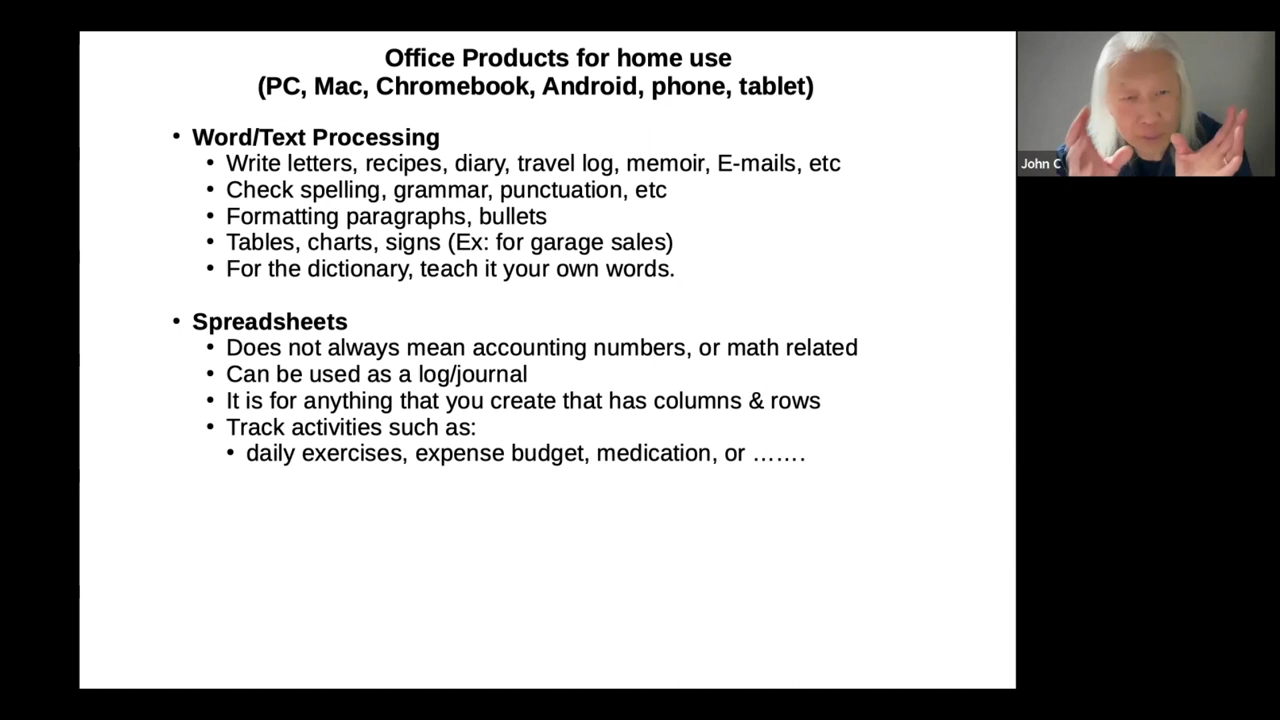 Office Products for home use
(PC, Mac, Chromebook, Android, phone, tablet)
• Word/Text Processing
• Write letters, recipes, diary, travel log, memoir, E-mails, etc
• Check spelling, grammar, punctuation, etc
• Formatting paragraphs, bullets
• Tables, charts, signs (Ex: for garage sales)
• For the dictionary, teach it your own words.
• Spreadsheets
• Does not always mean accounting numbers, or math related
• Can be used as a log/journal
• It is for anything that you create that has columns & rows
• Track activities such as:
• daily exercises, expense budget, medication, or …….
John C